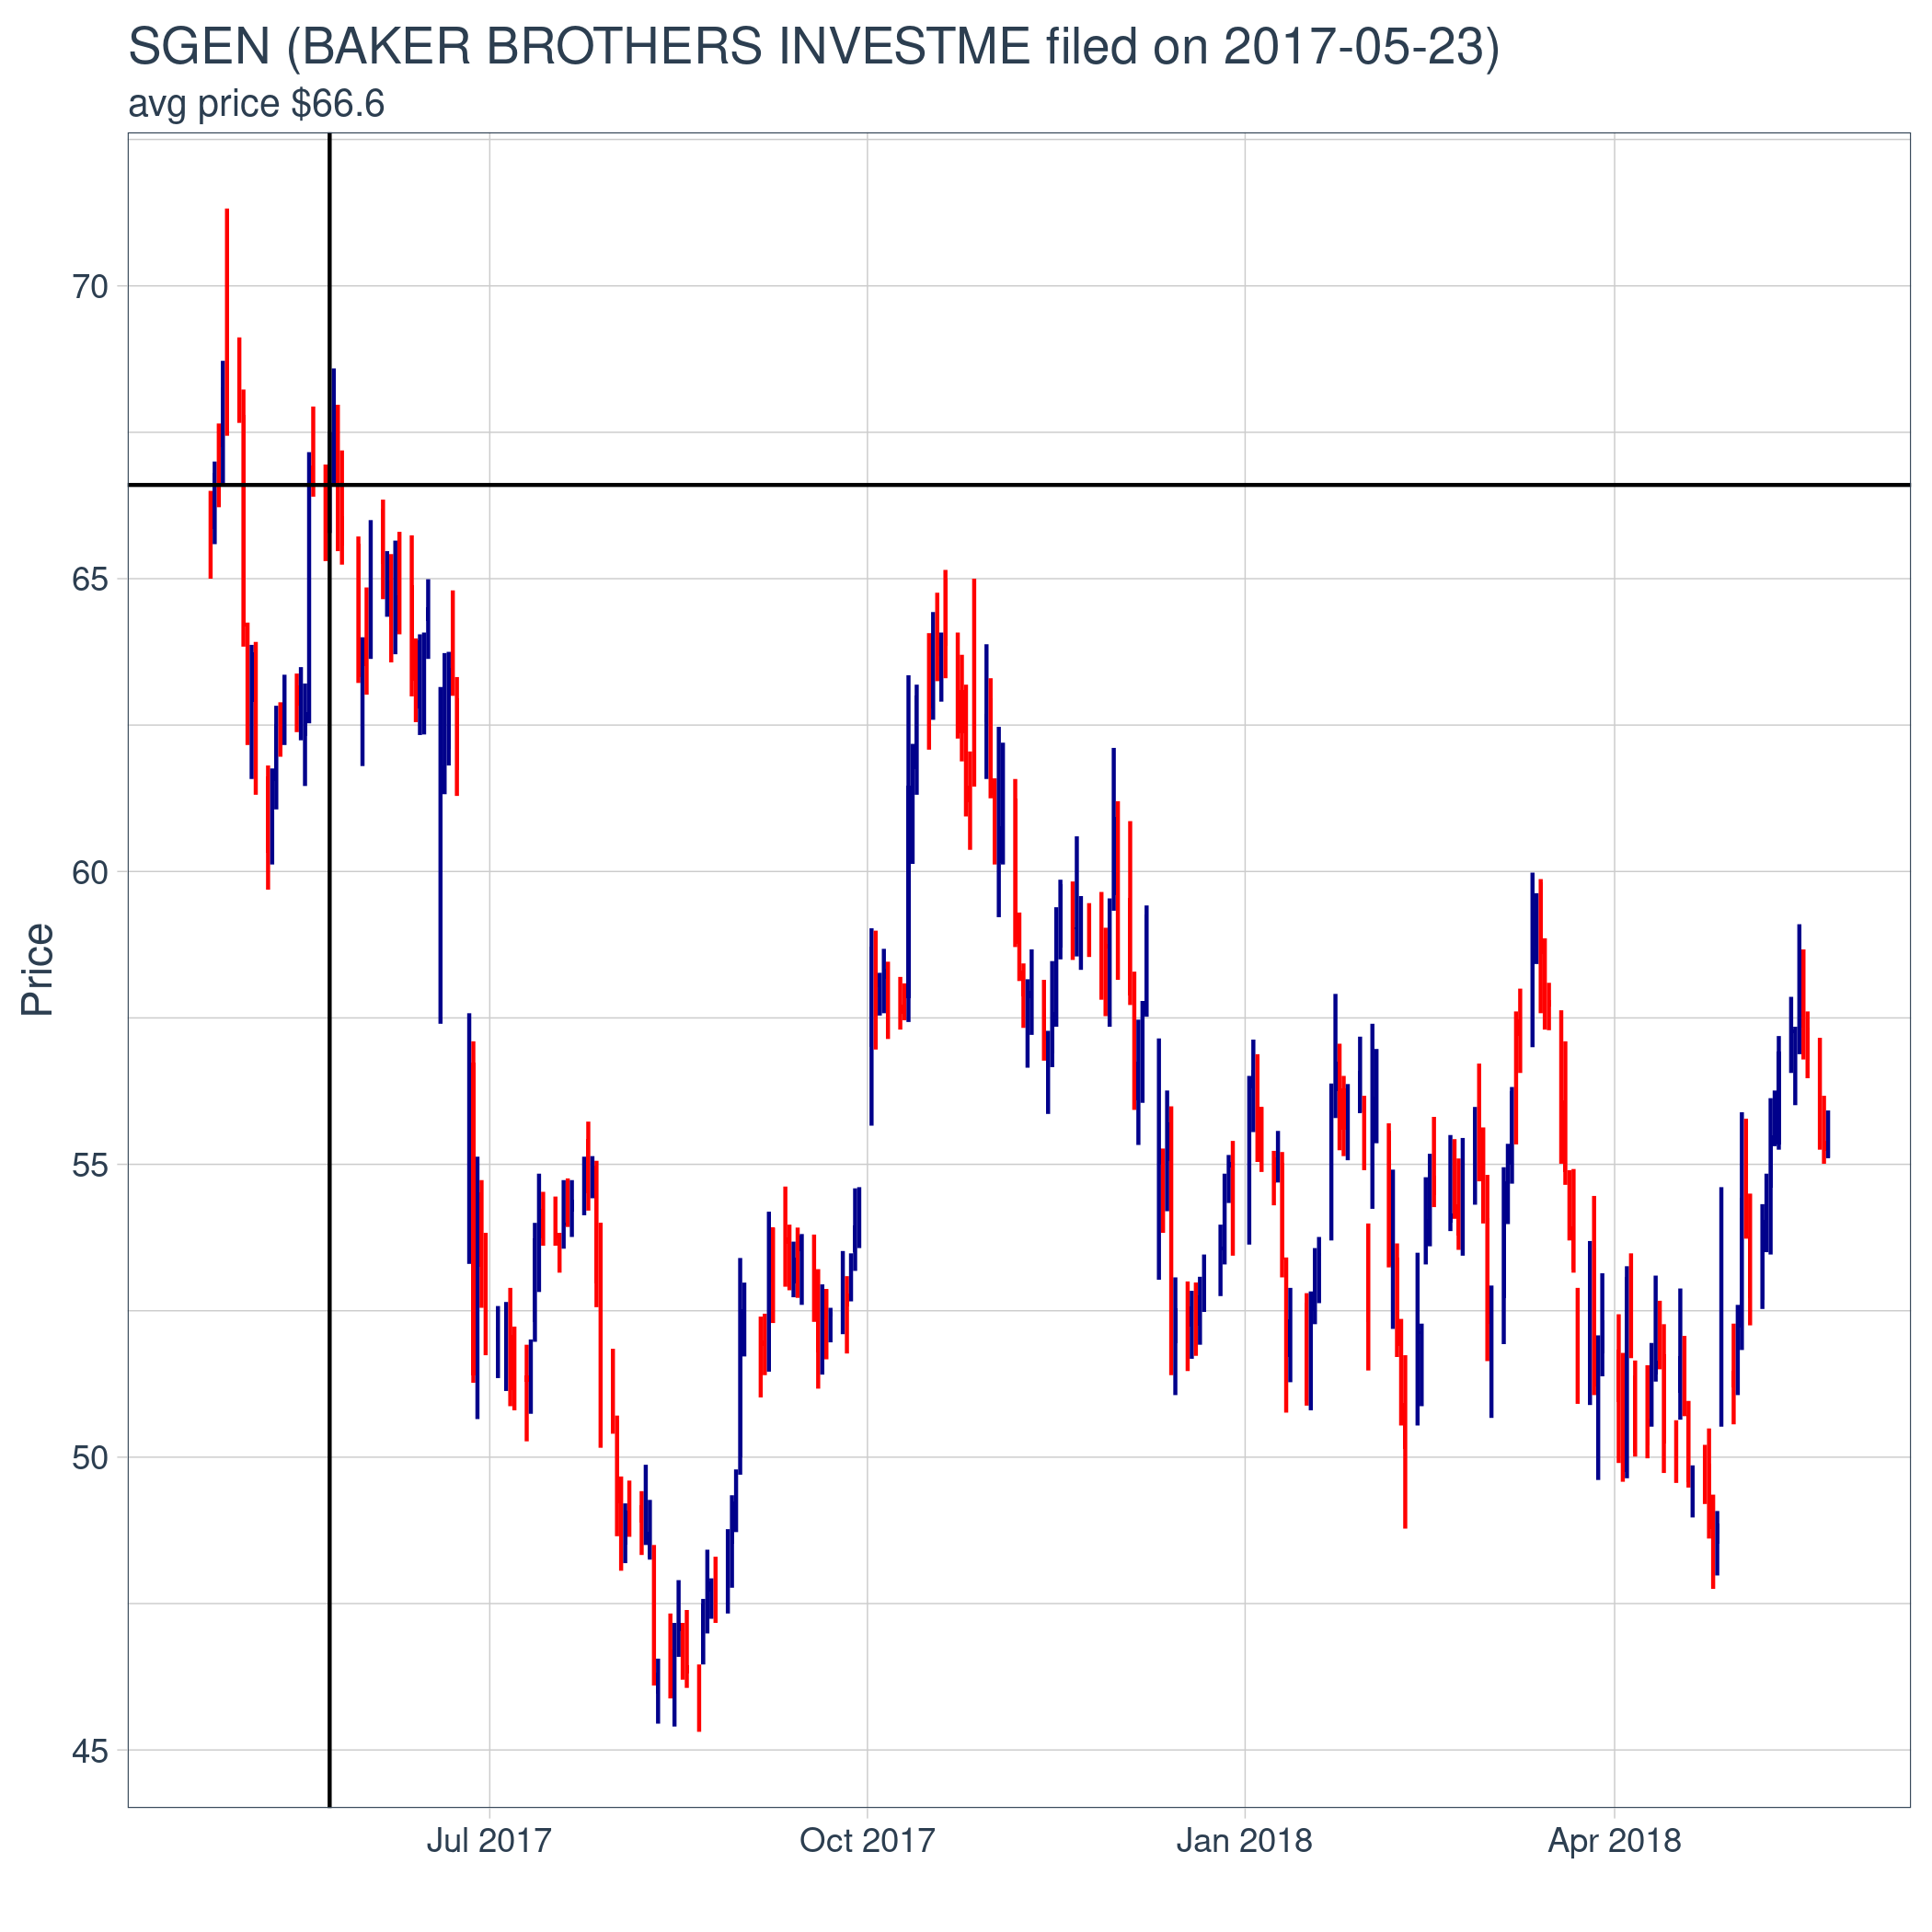 SGEN (BAKER BROTHERS INVESTME filed on 2017-05-23)
avg price $66.6
Price
70
65
60
55
50
45
Jul 2017 Oct 2017 Jan 2018 Apr 2018